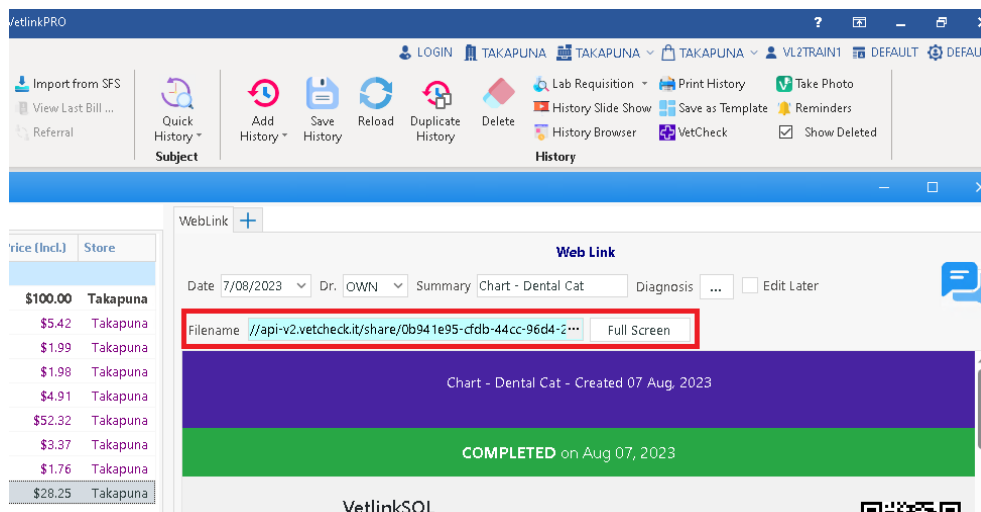 VetlinkPRO
?
LOGIN TAKAPUNA TAKAPUNA TAKAPUNA VL2TRAIN1 DEFAULT DEFAU
Import from SFS
View Last Bill ...
Referral
Quick
History
Subject
Add
History
Save
History
Reload
Duplicate
History
Delete
Lab Requisition
History Slide Show
History Browser
Print History
Save as Template
VetCheck
Take Photo
Reminders
Show Deleted
History
WebLink
Price (Incl.) Store
$100.00 Takapuna
$5.42 Takapuna
$1.99 Takapuna
$1.98 Takapuna
$4.91 Takapuna
$52.32 Takapuna
$3.37 Takapuna
$1.76 Takapuna
$28.25 Takapuna
Web Link
Date 7/08/2023 Dr. OWN Summary Chart - Dental Cat Diagnosis ... Edit Later
Filename //api-v2.vetcheck.it/share/0b941e95-cfdb-44cc-96d4-2 ... Full Screen
Chart - Dental Cat - Created 07 Aug, 2023
COMPLETED on Aug 07, 2023
VetlinkSQL